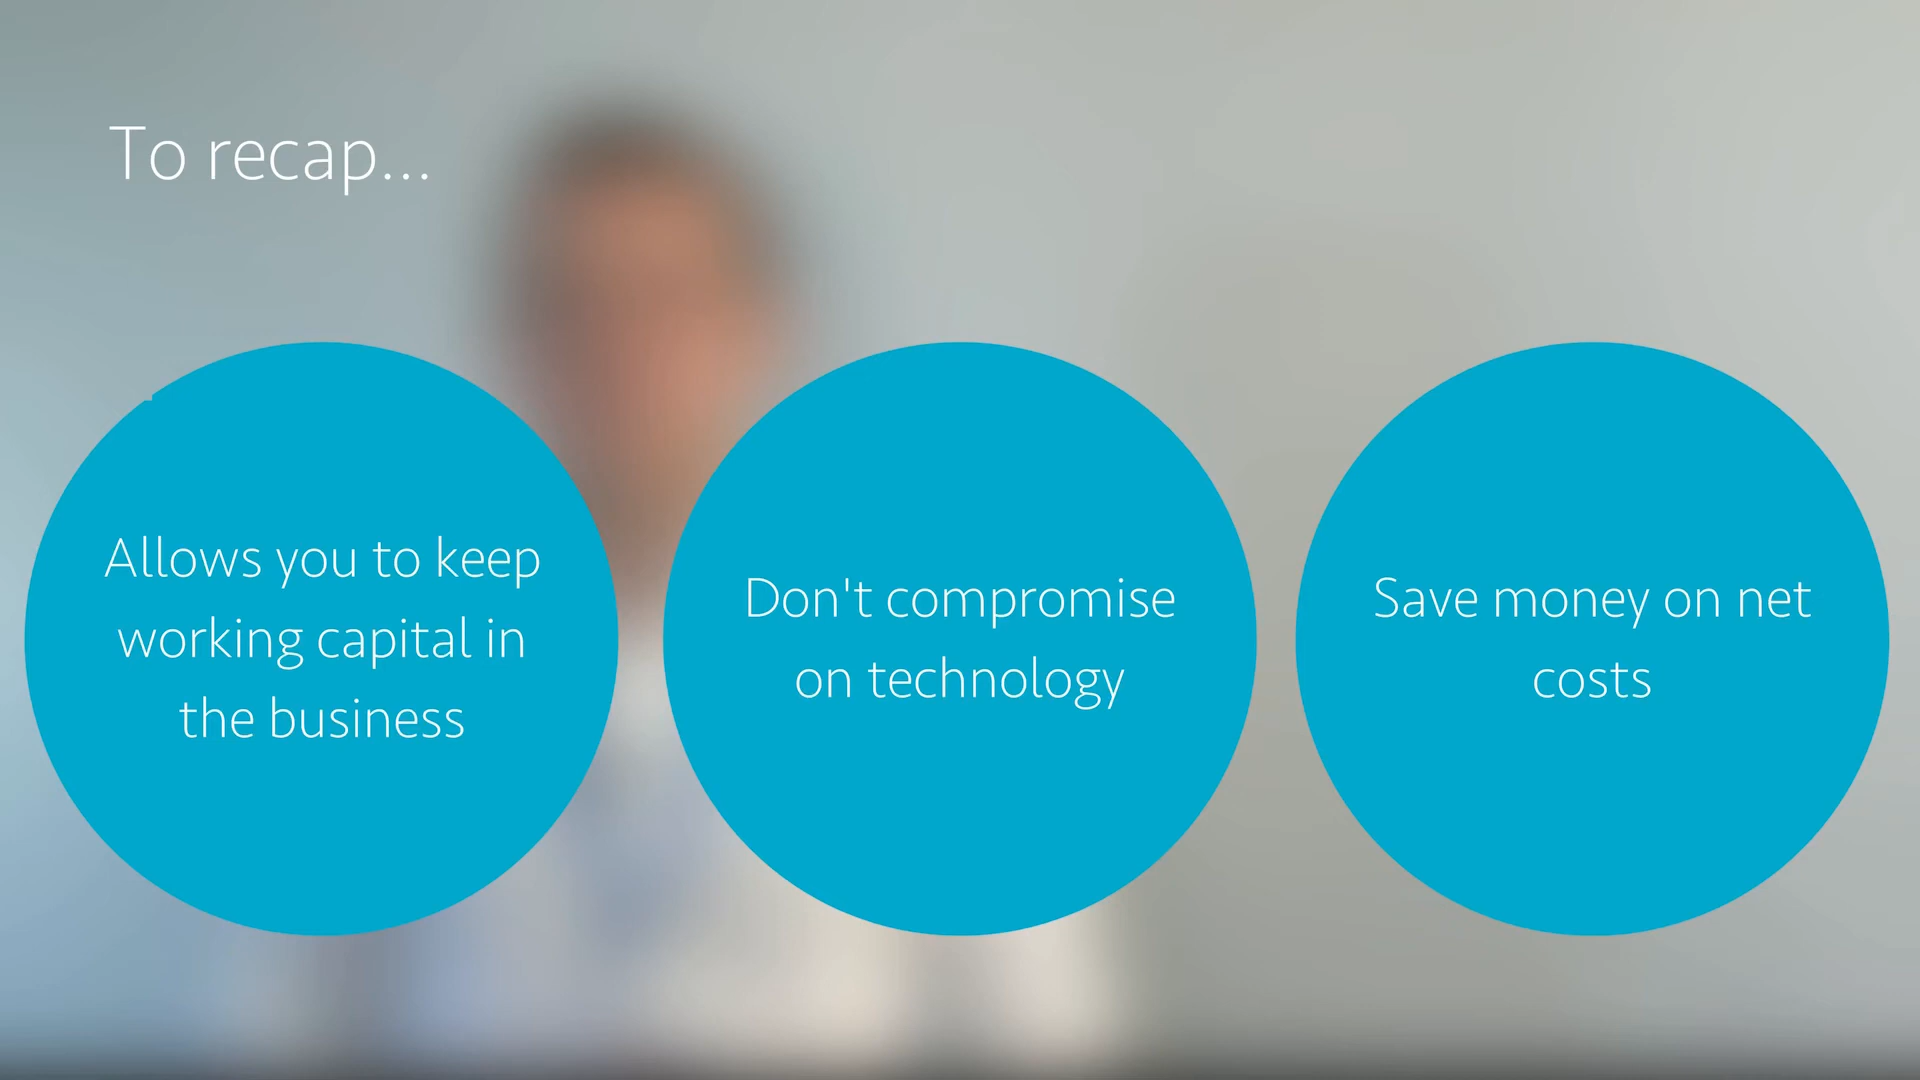 To recap...
Allows you to keep
working capital in
the business
Don't compromise
on technology
Save money on net
costs